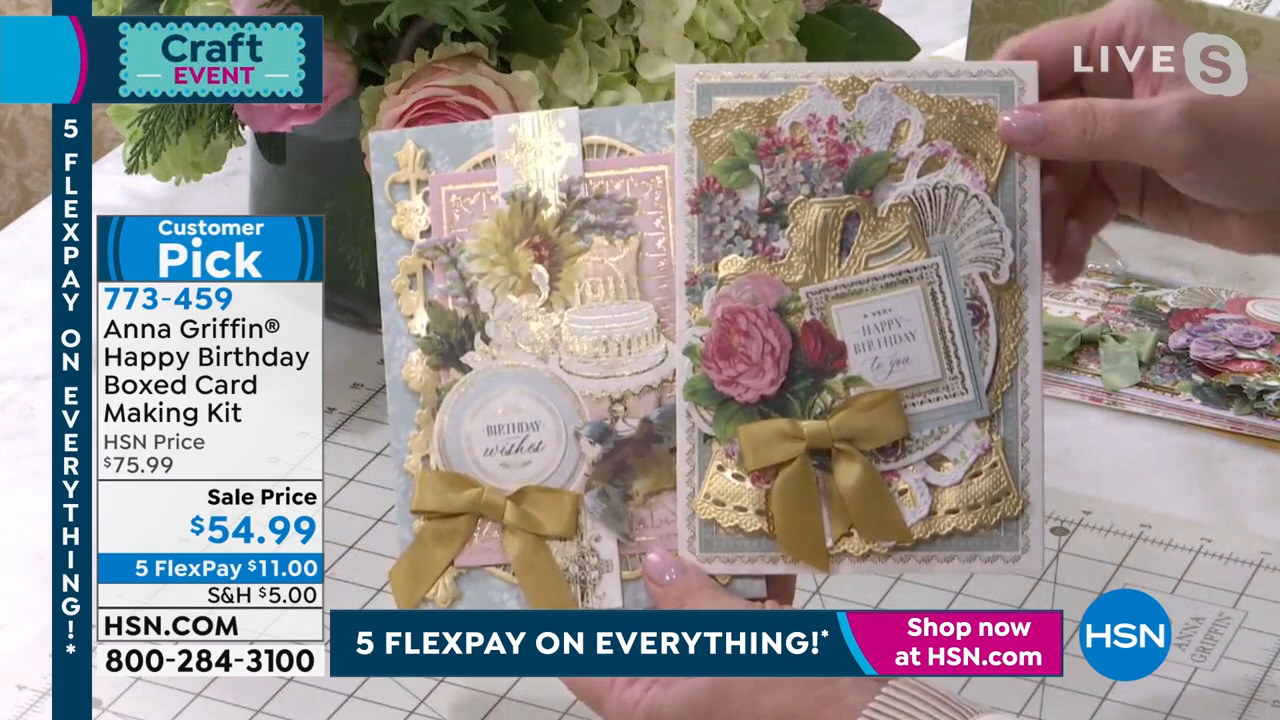 Craft
EVENT
LIVE S
5 FLEXPAY ON EVERYTHING!*
Customer
Pick
773-459
Anna Griffin®
Happy Birthday
Boxed Card
Making Kit
HSN Price
$75.99
Sale Price
$54.99
5 FlexPay $11.00
S&H $5.00
HSN.COM
800-284-3100
BIRTHDAY
wishes
A VERY
HAPPY
BIRTHDAY
to you
5 FLEXPAY ON EVERYTHING!*
Shop now
at HSN.com
HSN
ANNA
GRIFFIN